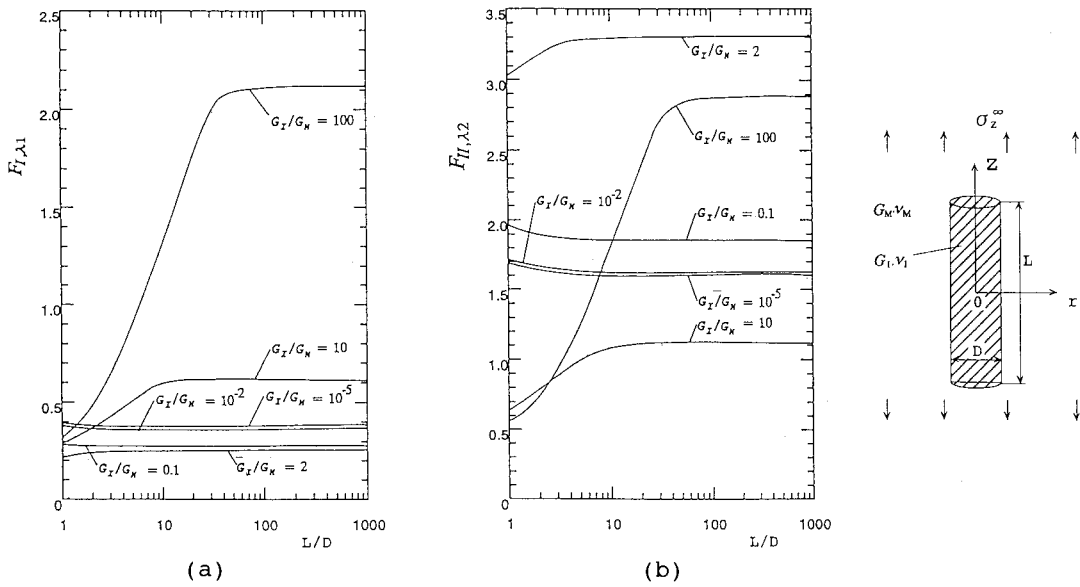 2.5
2.0
1.5
1.0
0.5
0
F_{I,λ1}
G_I/G_M = 100
G_I/G_M = 10
G_I/G_M = 10^{-2}
G_I/G_M = 10^{-5}
G_I/G_M = 0.1
G_I/G_M = 2
1 10 100 1000
L/D
(a)
3.5
3.0
2.5
2.0
1.5
1.0
0.5
0
F_{II,λ2}
G_I/G_M = 2
G_I/G_M = 100
G_I/G_M = 10^{-2}
G_I/G_M = 0.1
G_I/G_M = 10^{-5}
G_I/G_M = 10
1 10 100 1000
L/D
(b)
σ_z^∞
Z
G_M.ν_M
G_I.ν_I
L
0
r
D